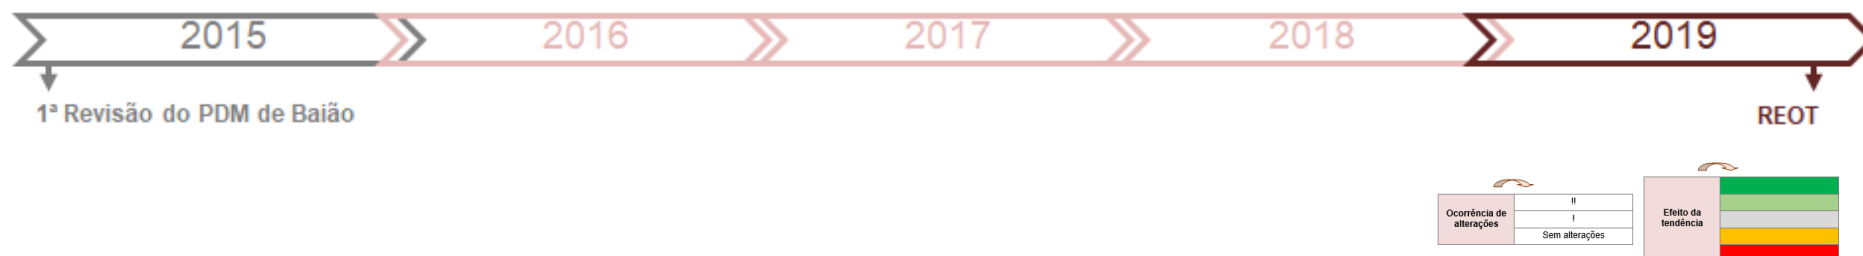 2015 2016 2017 2018 2019
1ª Revisão do PDM de Baião
REOT
Ocorrência de
alterações
!!
!
Sem alterações
Efeito da
tendência